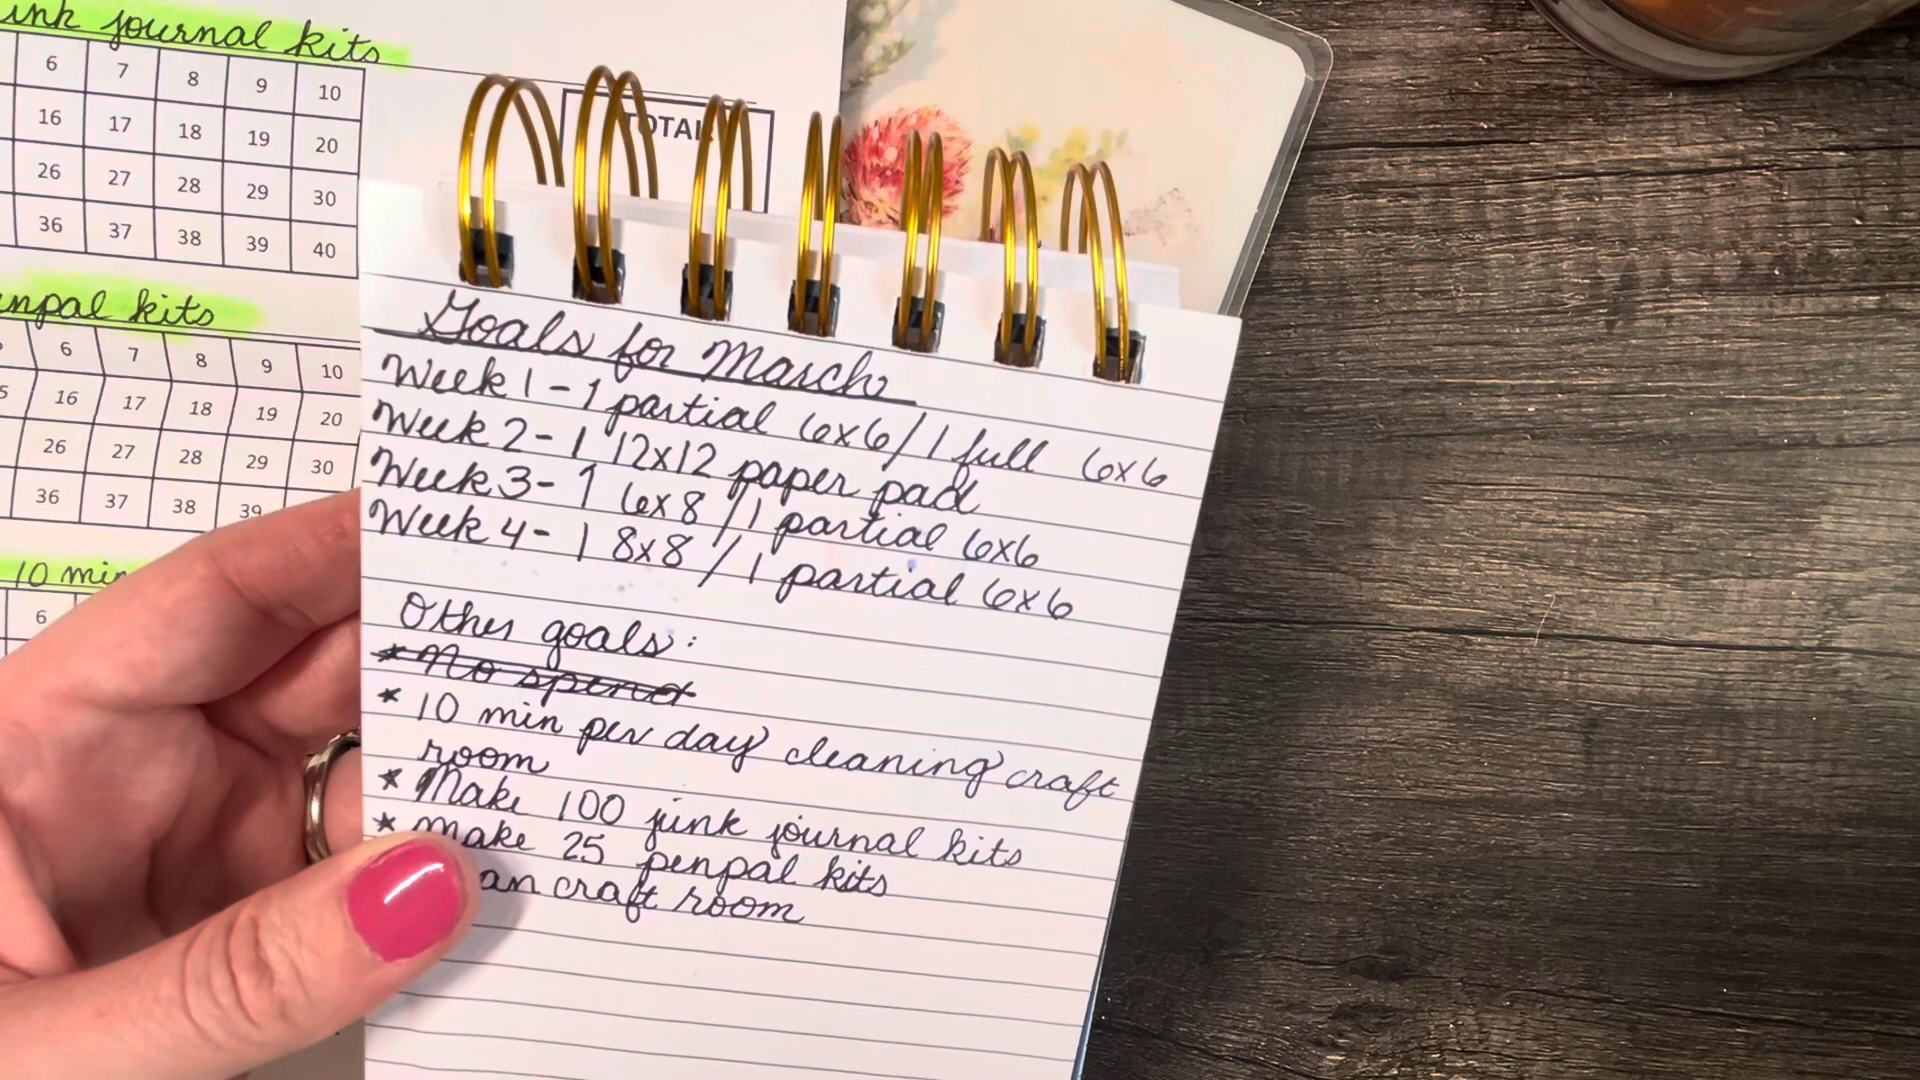 junk journal kits
6 7 8 9 10
16 17 18 19 20
26 27 28 29 30
36 37 38 39 40
TOTAL
kits
6 7 8 9 10
16 17 18 19 20
26 27 28 29 30
36 37 38 39
10 min
6
Goals for March
Week 1 - 1 partial 6x6 / 1 full 6x6
Week 2 - 1 12x12 paper pad
Week 3 - 1 6x8 / 1 partial 6x6
Week 4 - 1 8x8 / 1 partial 6x6
Other goals:
* No spend
* 10 min per day cleaning craft
room
* Make 100 junk journal kits
* Make 25 penpal kits
craft room